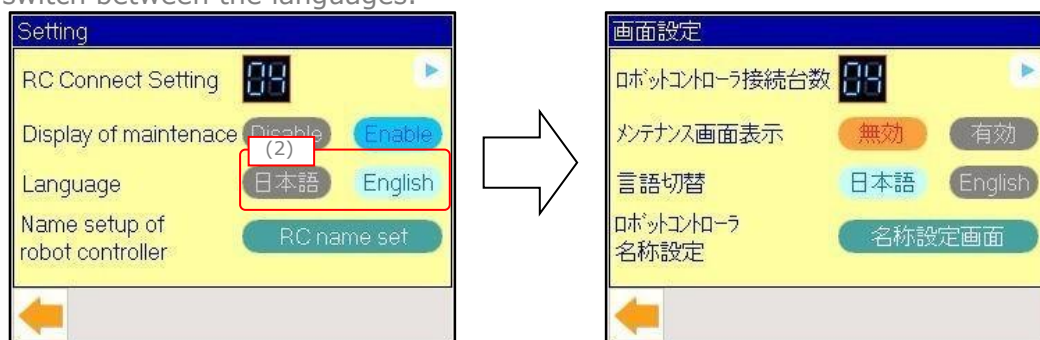 switch between the languages.
Setting
RC Connect Setting 04
Display of maintenace Disable Enable
(2)
Language 日本語 English
Name setup of
robot controller
RC name set
画面設定
ロボットコントローラ接続台数 04
メンテナンス画面表示 無効 有効
言語切替 日本語 English
ロボットコントローラ
名称設定
名称設定画面